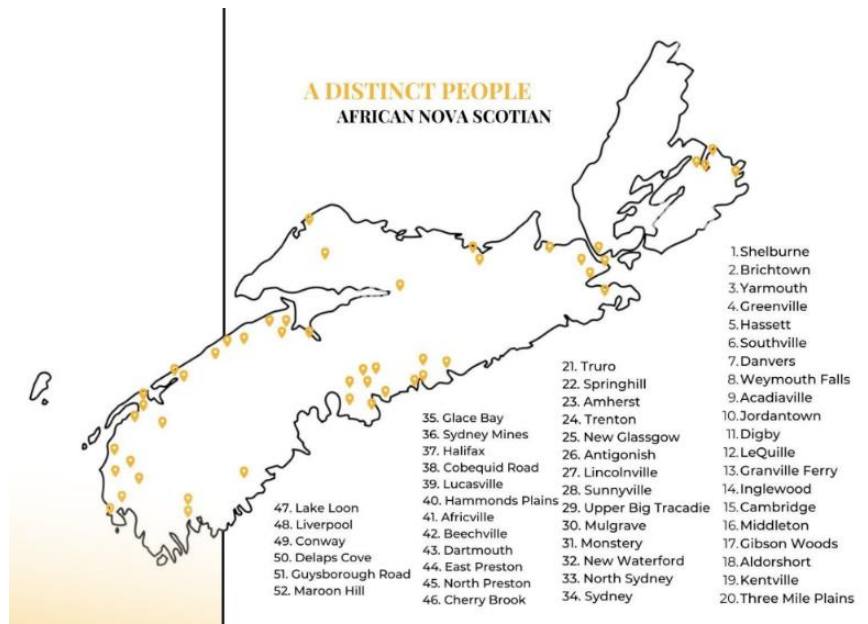 A DISTINCT PEOPLE
AFRICAN NOVA SCOTIAN
1. Shelburne
2. Brichtown
3. Yarmouth
4. Greenville
5. Hassett
6. Southville
7. Danvers
8. Weymouth Falls
9. Acadiaville
10. Jordantown
11. Digby
12. LeQuille
13. Granville Ferry
14. Inglewood
15. Cambridge
16. Middleton
17. Gibson Woods
18. Aldorshort
19. Kentville
20. Three Mile Plains
21. Truro
22. Springhill
23. Amherst
24. Trenton
25. New Glassgow
26. Antigonish
27. Lincolnville
28. Sunnyville
29. Upper Big Tracadie
30. Mulgrave
31. Monstery
32. New Waterford
33. North Sydney
34. Sydney
35. Glace Bay
36. Sydney Mines
37. Halifax
38. Cobequid Road
39. Lucasville
40. Hammonds Plains
41. Africville
42. Beechville
43. Dartmouth
44. East Preston
45. North Preston
46. Cherry Brook
47. Lake Loon
48. Liverpool
49. Conway
50. Delaps Cove
51. Guysborough Road
52. Maroon Hill